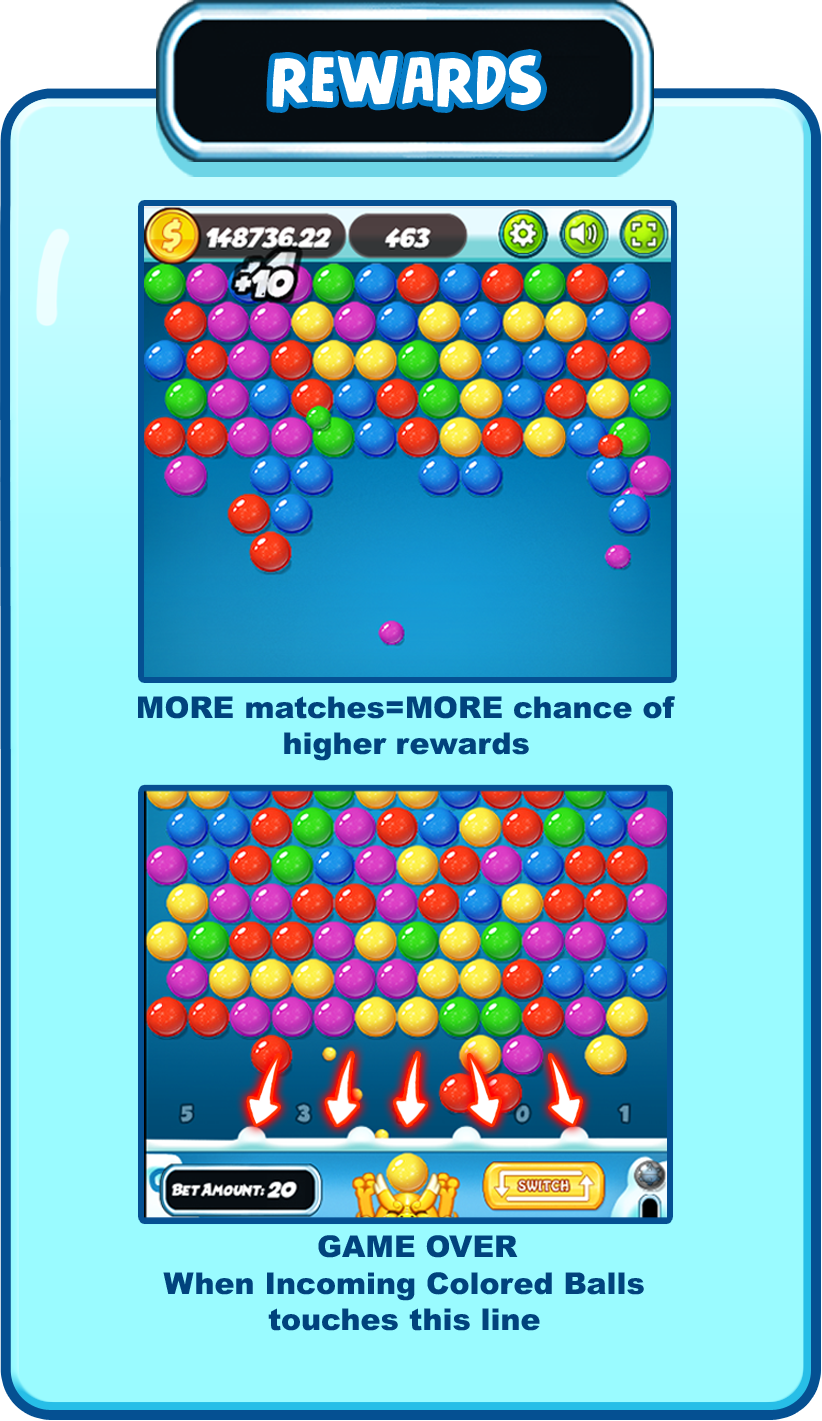 REWARDS
148736.22 463
+10
MORE matches=MORE chance of
higher rewards
5 3 0 1
BET AMOUNT: 20
SWITCH
GAME OVER
When Incoming Colored Balls
touches this line